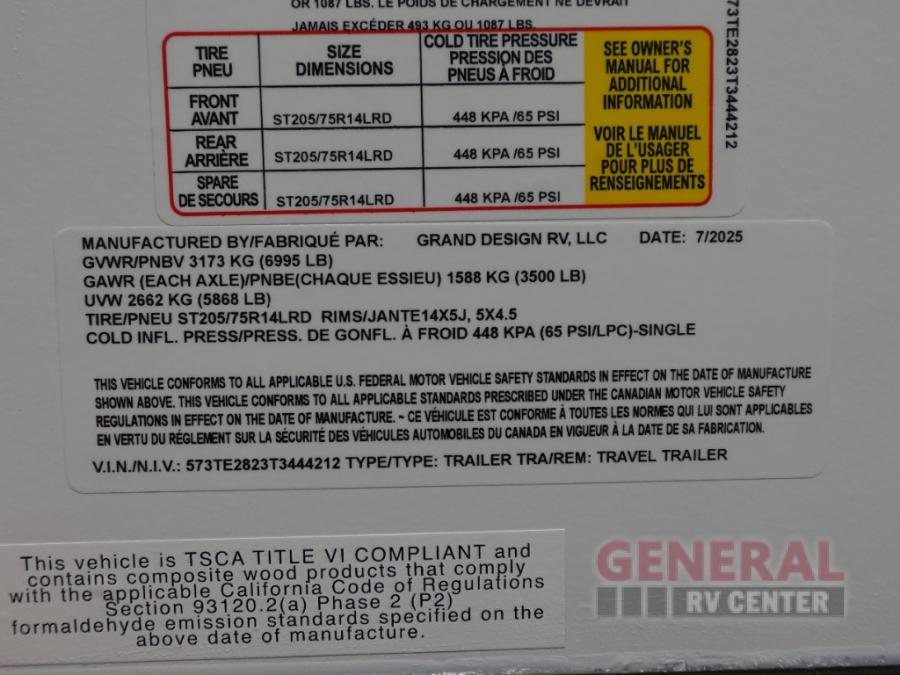 OR 1087 LBS. LE POIDS DE CHARGEMENT NE DEVRAIT
JAMAIS EXCÉDER 493 KG OU 1087 LBS.
TIRE
PNEU
SIZE
DIMENSIONS
COLD TIRE PRESSURE
PRESSION DES
PNEUS À FROID
FRONT
AVANT
ST205/75R14LRD
448 KPA /65 PSI
REAR
ARRIÈRE
ST205/75R14LRD
448 KPA /65 PSI
SPARE
DE SECOURS
ST205/75R14LRD
448 KPA /65 PSI
SEE OWNER'S
MANUAL FOR
ADDITIONAL
INFORMATION
VOIR LE MANUEL
DE L'USAGER
POUR PLUS DE
RENSEIGNEMENTS
573TE2823T3444212
MANUFACTURED BY/FABRIQUÉ PAR: GRAND DESIGN RV, LLC DATE: 7/2025
GVWR/PNBV 3173 KG (6995 LB)
GAWR (EACH AXLE)/PNBE(CHAQUE ESSIEU) 1588 KG (3500 LB)
UVW 2662 KG (5868 LB)
TIRE/PNEU ST205/75R14LRD RIMS/JANTE14X5J, 5X4.5
COLD INFL. PRESS/PRESS. DE GONFL. À FROID 448 KPA (65 PSI/LPC)-SINGLE
THIS VEHICLE CONFORMS TO ALL APPLICABLE U.S. FEDERAL MOTOR VEHICLE SAFETY STANDARDS IN EFFECT ON THE DATE OF MANUFACTURE
SHOWN ABOVE. THIS VEHICLE CONFORMS TO ALL APPLICABLE STANDARDS PRESCRIBED UNDER THE CANADIAN MOTOR VEHICLE SAFETY
REGULATIONS IN EFFECT ON THE DATE OF MANUFACTURE. ~ CE VÉHICULE EST CONFORME À TOUTES LES NORMES QUI LUI SONT APPLICABLES
EN VERTU DU RÉGLEMENT SUR LA SÉCURITÉ DES VÉHICULES AUTOMOBILES DU CANADA EN VIGUEUR À LA DATE DE SA FABRICATION.
V.I.N./N.I.V.: 573TE2823T3444212 TYPE/TYPE: TRAILER TRA/REM: TRAVEL TRAILER
This vehicle is TSCA TITLE VI COMPLIANT and
contains composite wood products that comply
with the applicable California Code of Regulations
Section 93120.2(a) Phase 2 (P2)
formaldehyde emission standards specified on the
above date of manufacture.
GENERAL
RV CENTER